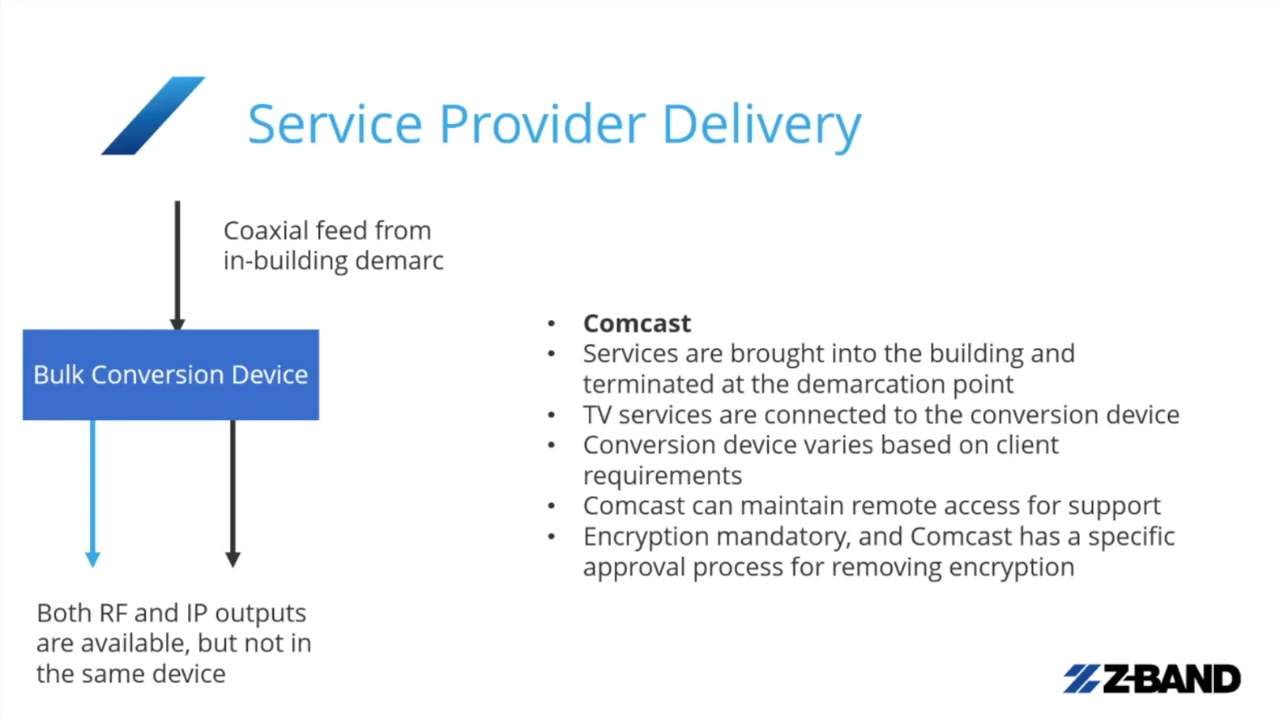 Service Provider Delivery
Coaxial feed from
in-building demarc
Bulk Conversion Device
Both RF and IP outputs
are available, but not in
the same device
• Comcast
• Services are brought into the building and
terminated at the demarcation point
• TV services are connected to the conversion device
• Conversion device varies based on client
requirements
• Comcast can maintain remote access for support
• Encryption mandatory, and Comcast has a specific
approval process for removing encryption
Z-BAND